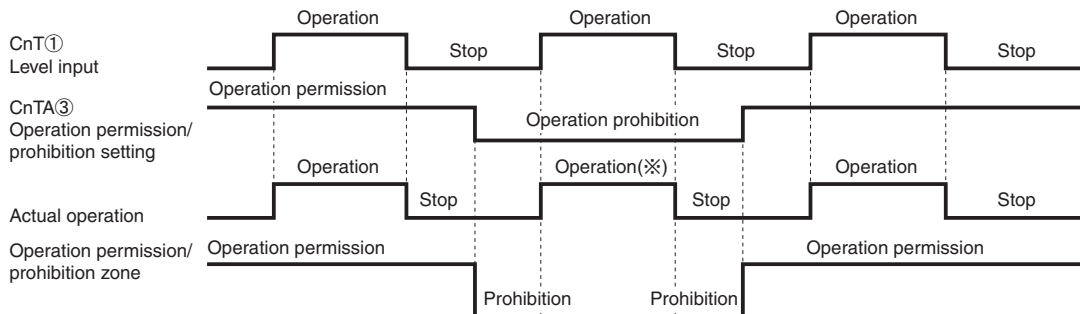 Operation Operation Operation
CnT① Stop Stop Stop
Level input
Operation permission
CnTA③
Operation permission/ Operation prohibition
prohibition setting
Operation Operation(※) Operation
Actual operation Stop Stop Stop
Operation permission/ Operation permission Operation permission
prohibition zone
Prohibition Prohibition